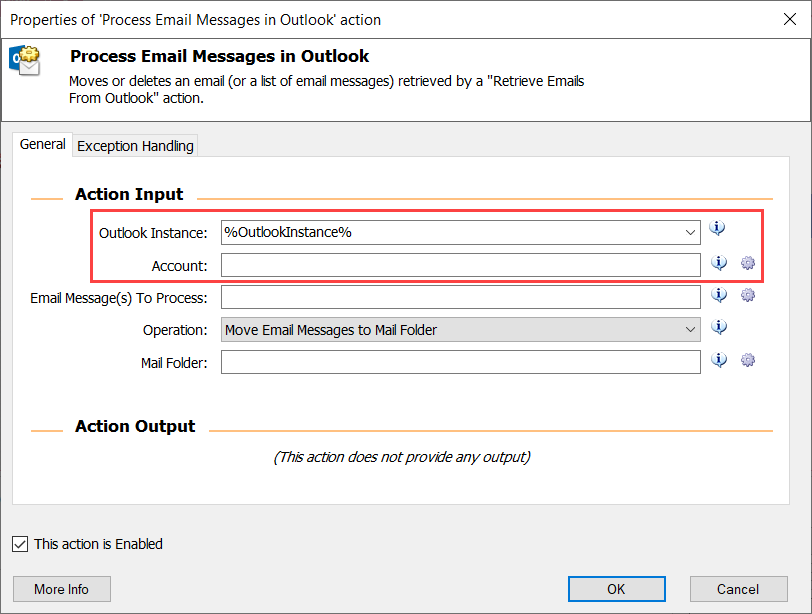 Properties of 'Process Email Messages in Outlook' action
Process Email Messages in Outlook
Moves or deletes an email (or a list of email messages) retrieved by a "Retrieve Emails
From Outlook" action.
General
Exception Handling
Action Input
Outlook Instance: %OutlookInstance%
Account:
Email Message(s) To Process:
Operation: Move Email Messages to Mail Folder
Mail Folder:
Action Output
(This action does not provide any output)
This action is Enabled
More Info
OK
Cancel